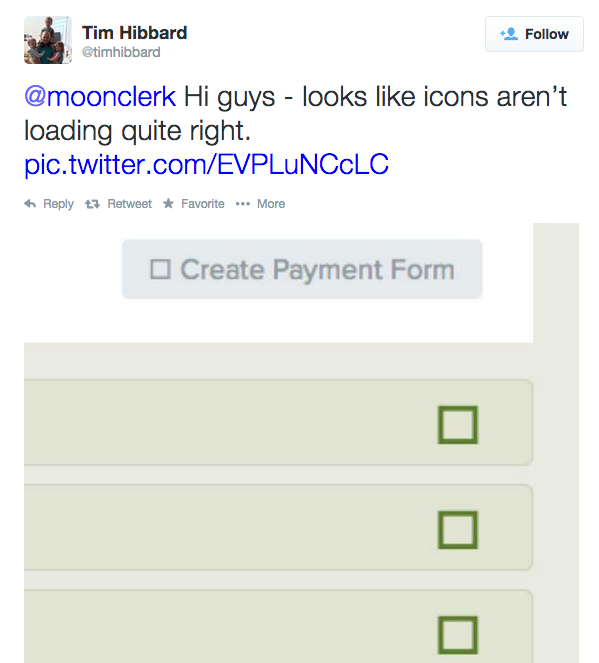 Tim Hibbard
@timhibbard
Follow
@moonclerk Hi guys - looks like icons aren’t
loading quite right.
pic.twitter.com/EVPLuNCcLC
Reply Retweet Favorite More
Create Payment Form